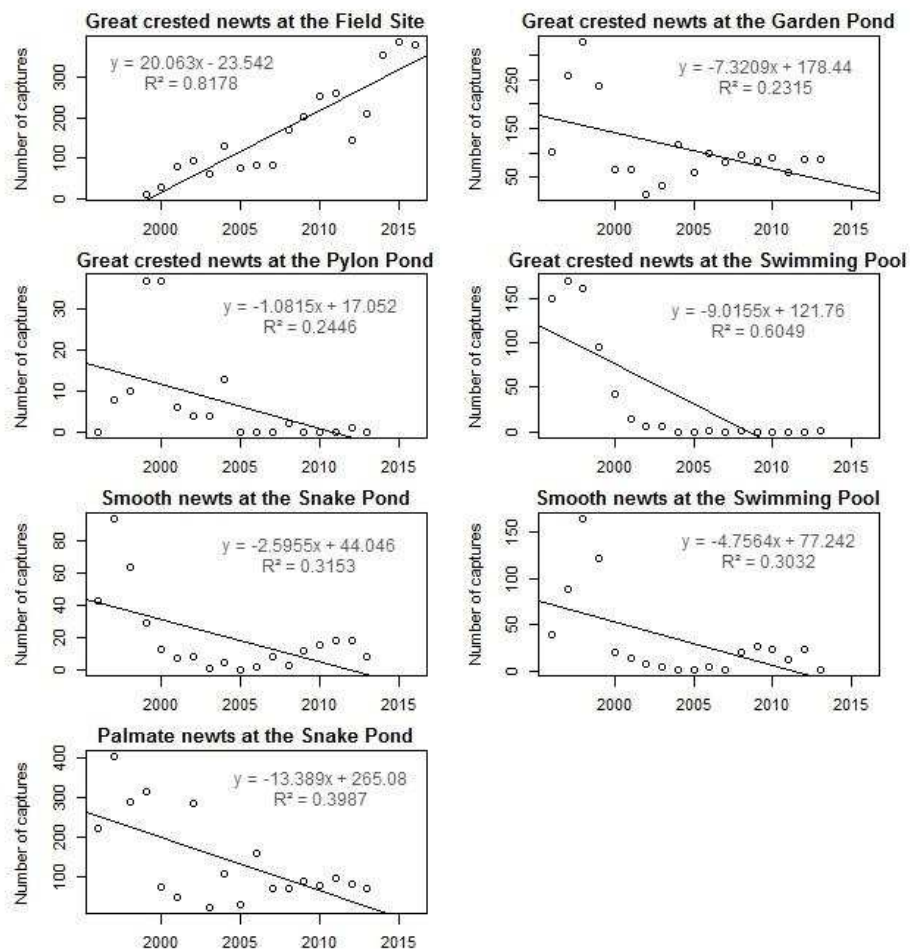 Great crested newts at the Field Site
Number of captures
0 100 200 300
y = 20.063x - 23.542
R² = 0.8178
2000 2005 2010 2015
Great crested newts at the Garden Pond
Number of captures
50 150 250
y = -7.3209x + 178.44
R² = 0.2315
2000 2005 2010 2015
Great crested newts at the Pylon Pond
Number of captures
0 10 20 30
y = -1.0815x + 17.052
R² = 0.2446
2000 2005 2010 2015
Great crested newts at the Swimming Pool
Number of captures
0 50 100 150
y = -9.0155x + 121.76
R² = 0.6049
2000 2005 2010 2015
Smooth newts at the Snake Pond
Number of captures
0 20 40 60 80
y = -2.5955x + 44.046
R² = 0.3153
2000 2005 2010 2015
Smooth newts at the Swimming Pool
Number of captures
0 50 100 150
y = -4.7564x + 77.242
R² = 0.3032
2000 2005 2010 2015
Palmate newts at the Snake Pond
Number of captures
100 200 300 400
y = -13.389x + 265.08
R² = 0.3987
2000 2005 2010 2015